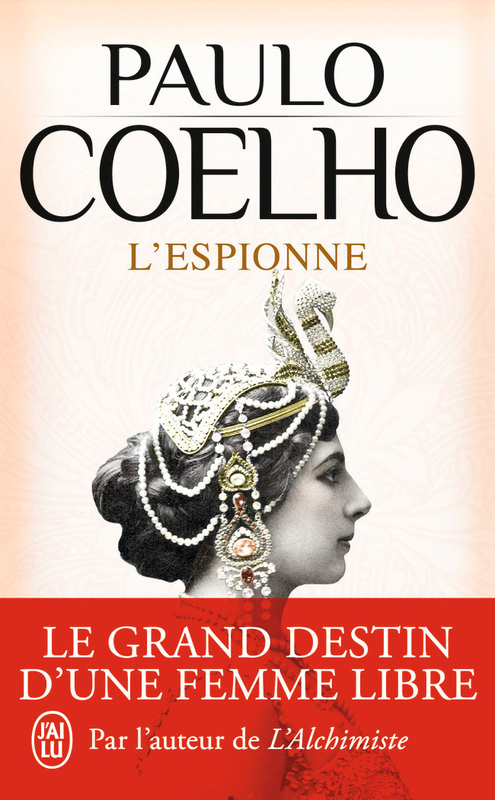 PAULO
COELHO
L'ESPIONNE
LE GRAND DESTIN
D'UNE FEMME LIBRE
J'AI
LU
Par l'auteur de L'Alchimiste